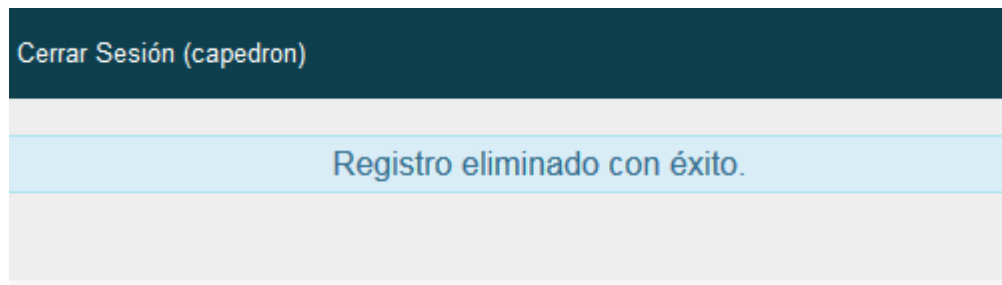 Cerrar Sesión (capedron)
Registro eliminado con éxito.